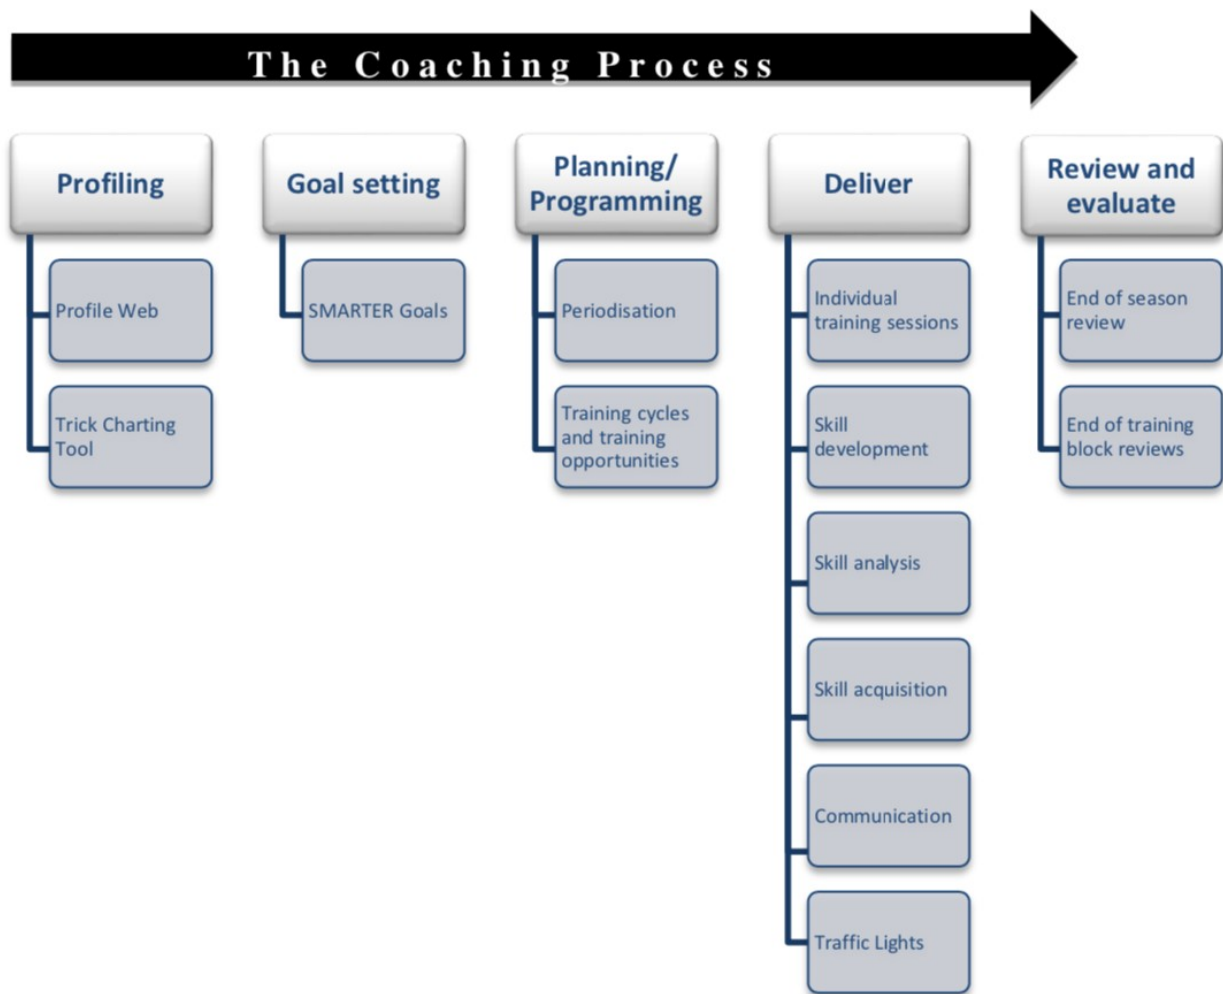 The Coaching Process
Profiling
Profile Web
Trick Charting
Tool
Goal setting
SMARTER Goals
Planning/
Programming
Periodisation
Training cycles
and training
opportunities
Deliver
Individual
training sessions
Skill
development
Skill analysis
Skill acquisition
Communication
Traffic Lights
Review and
evaluate
End of season
review
End of training
block reviews